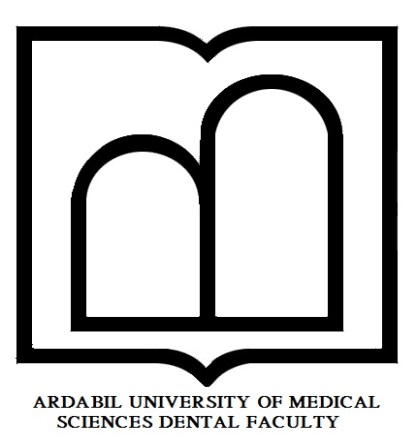 ARDABIL UNIVERSITY OF MEDICAL
SCIENCES DENTAL FACULTY